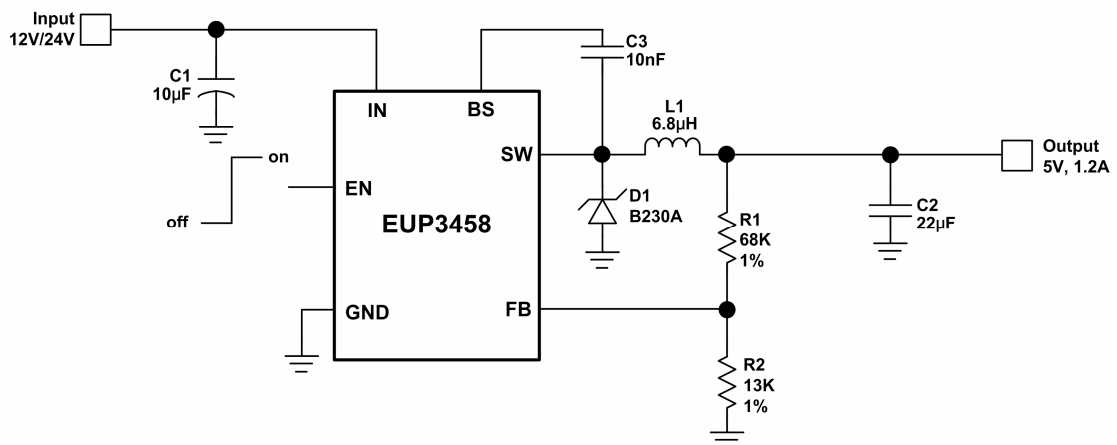 Input
12V/24V
C1
10µF
IN
BS
C3
10nF
L1
6.8µH
SW
Output
5V, 1.2A
on
off
EN
EUP3458
D1
B230A
R1
68K
1%
C2
22µF
GND
FB
R2
13K
1%